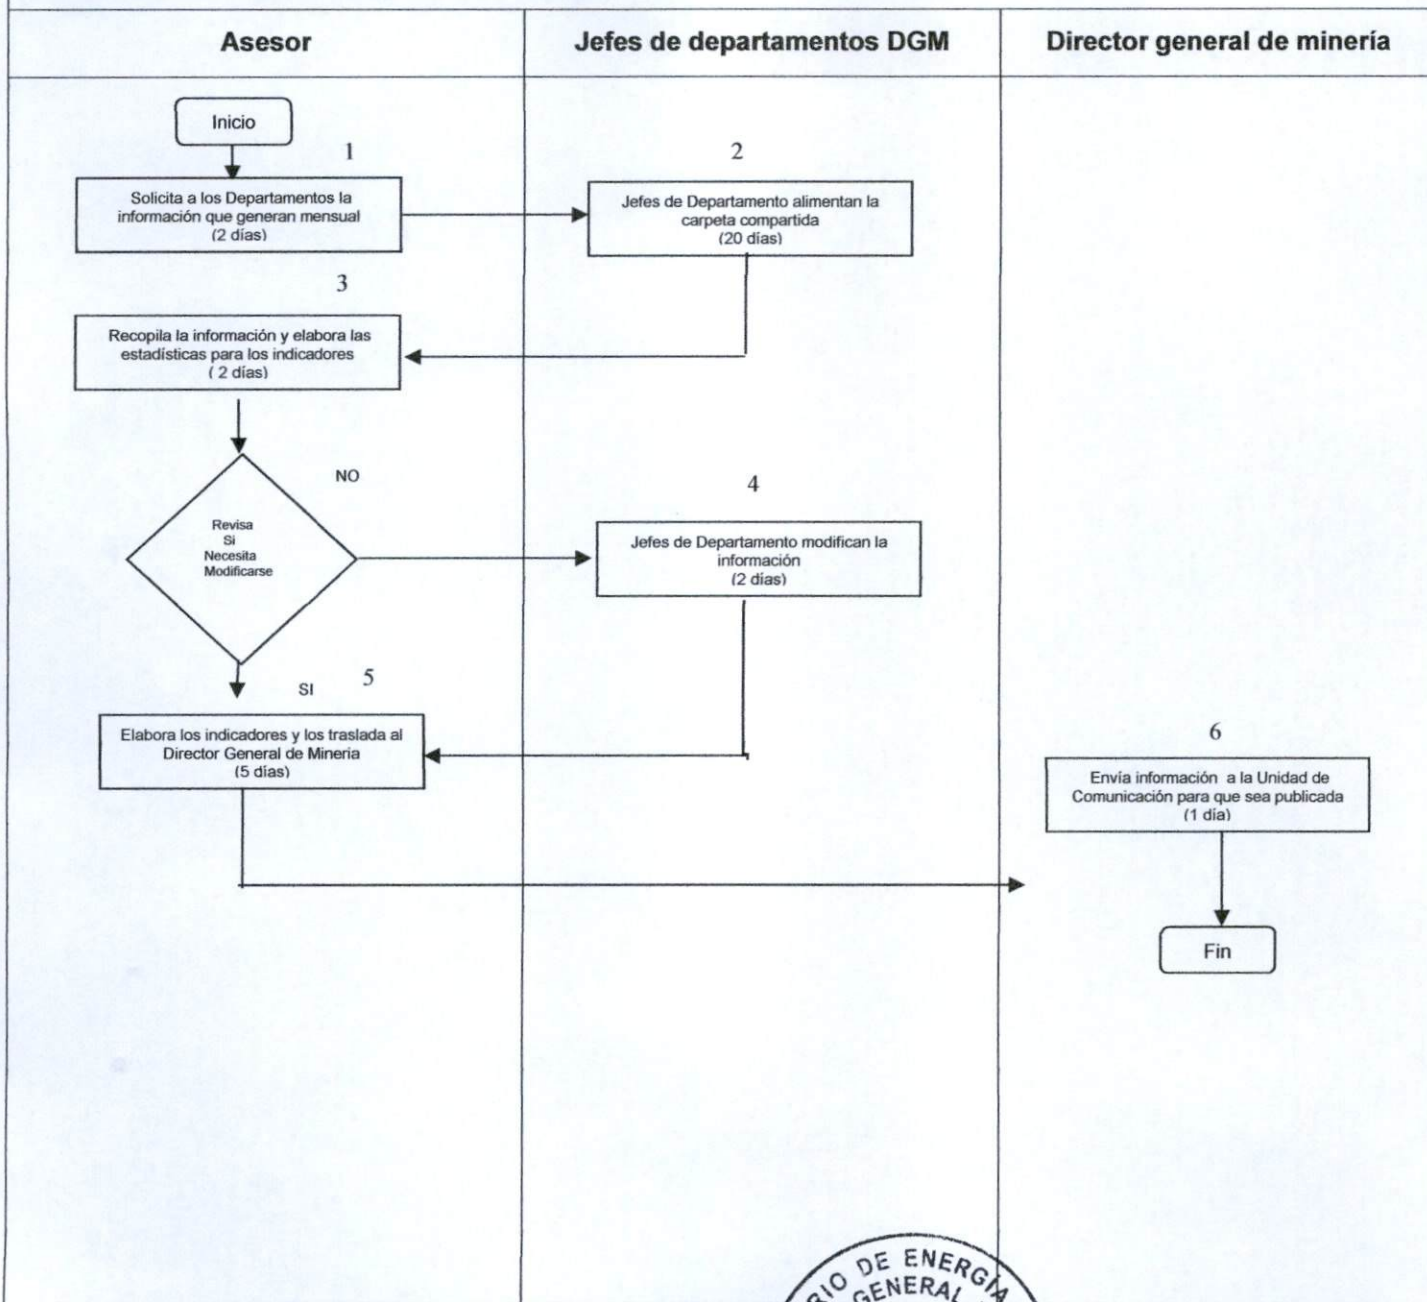 Asesor
Jefes de departamentos DGM
Director general de minería
Inicio
1
Solicita a los Departamentos la
información que generan mensual
(2 días)
2
Jefes de Departamento alimentan la
carpeta compartida
(20 días)
3
Recopila la información y elabora las
estadísticas para los indicadores
( 2 días)
Revisa
Si
Necesita
Modificarse
NO
4
Jefes de Departamento modifican la
información
(2 días)
SI
5
Elabora los indicadores y los traslada al
Director General de Mineria
(5 días)
6
Envía información a la Unidad de
Comunicación para que sea publicada
(1 día)
Fin
RIO DE ENERGÍA
GENERAL